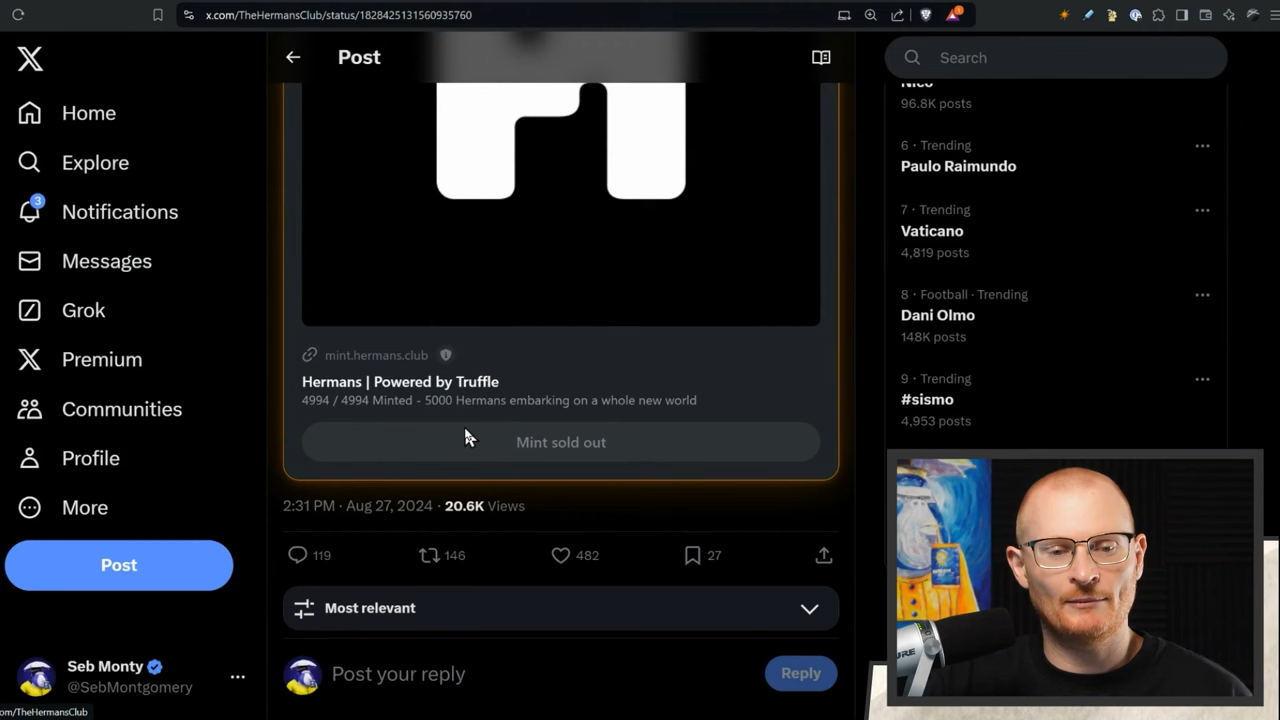 x.com/TheHermansClub/status/1828425131560935760
Post
Search
Home
Explore
3
Notifications
Messages
Grok
Premium
Communities
Profile
More
Post
Seb Monty
@SebMontgomery
om/TheHermansClub
mint.hermans.club
Hermans | Powered by Truffle
4994 / 4994 Minted - 5000 Hermans embarking on a whole new world
Mint sold out
2:31 PM · Aug 27, 2024 · 20.6K Views
119 146 482 27
Most relevant
Post your reply
Reply
Nico
96.8K posts
6 · Trending
Paulo Raimundo
7 · Trending
Vaticano
4,819 posts
8 · Football · Trending
Dani Olmo
148K posts
9 · Trending
#sismo
4,953 posts